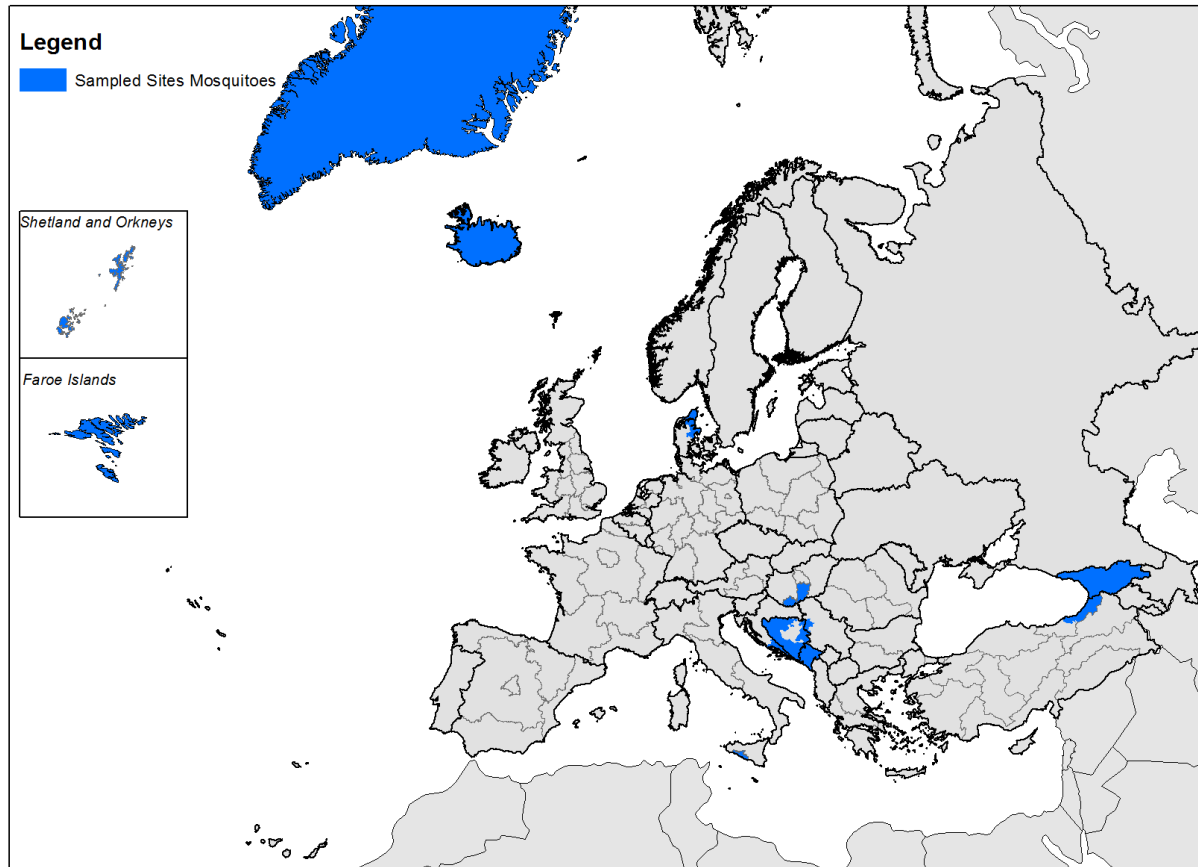 Legend
Sampled Sites Mosquitoes
Shetland and Orkneys
Faroe Islands